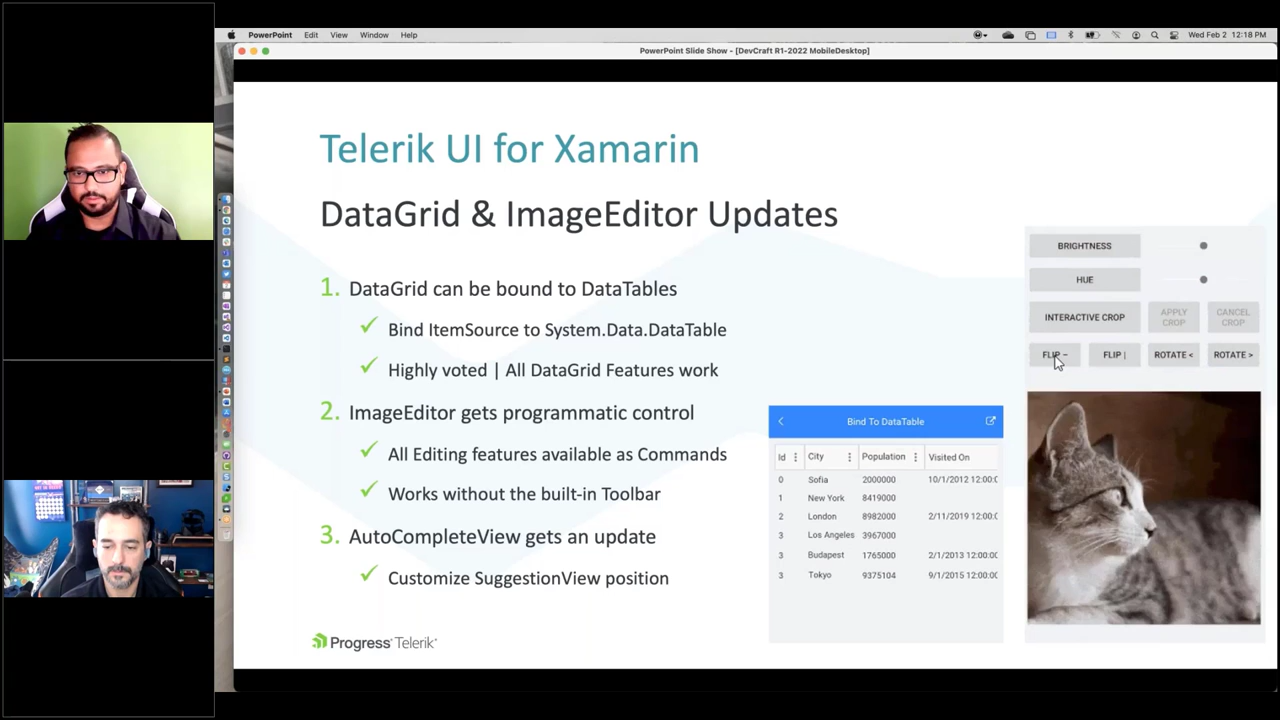 PowerPoint Edit View Window Help
Wed Feb 2 12:18 PM
PowerPoint Slide Show - [DevCraft R1-2022 MobileDesktop]
Telerik UI for Xamarin
DataGrid & ImageEditor Updates
1. DataGrid can be bound to DataTables
Bind ItemSource to System.Data.DataTable
Highly voted | All DataGrid Features work
2. ImageEditor gets programmatic control
All Editing features available as Commands
Works without the built-in Toolbar
3. AutoCompleteView gets an update
Customize SuggestionView position
Progress Telerik
Bind To DataTable
Id City Population Visited On
0 Sofia 2000000 10/1/2012 12:00:0
1 New York 8419000
2 London 8982000 2/11/2019 12:00:0
3 Los Angeles 3967000
3 Budapest 1765000 2/1/2013 12:00:0
3 Tokyo 9375104 9/1/2015 12:00:0
BRIGHTNESS
HUE
INTERACTIVE CROP
APPLY CROP
CANCEL CROP
FLIP –
FLIP |
ROTATE <
ROTATE >